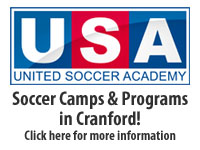 USA
UNITED SOCCER ACADEMY
Soccer Camps & Programs
in Cranford!
Click here for more information